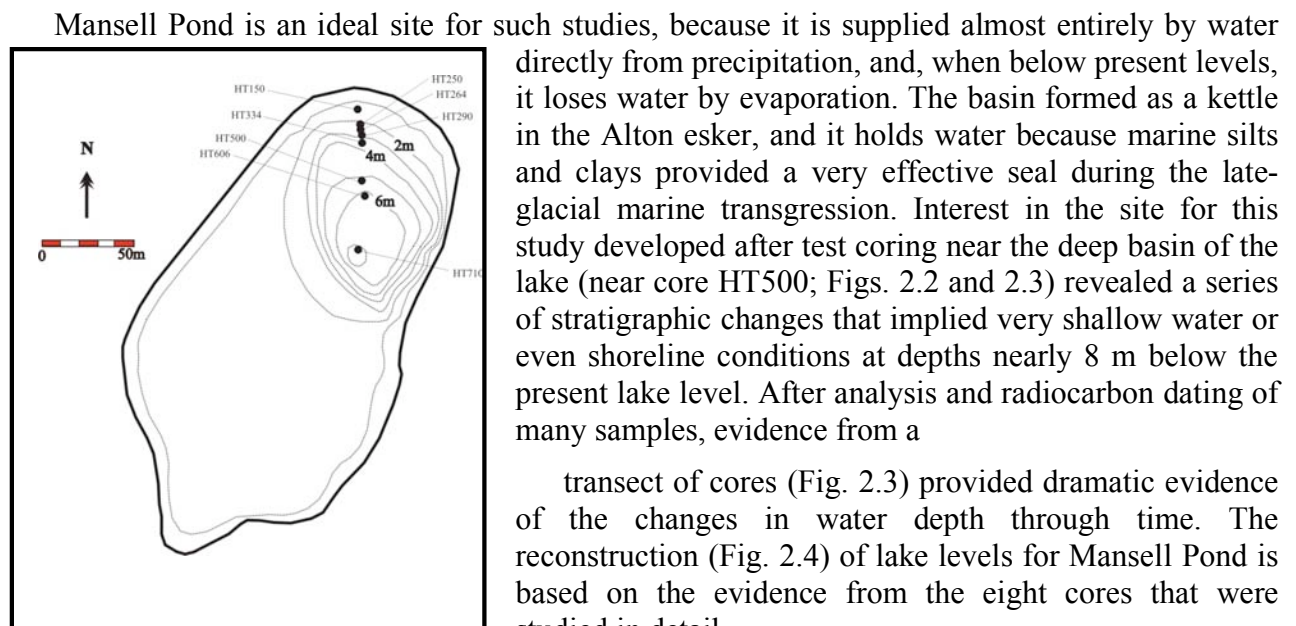 Mansell Pond is an ideal site for such studies, because it is supplied almost entirely by water
directly from precipitation, and, when below present levels,
it loses water by evaporation. The basin formed as a kettle
in the Alton esker, and it holds water because marine silts
and clays provided a very effective seal during the late-
glacial marine transgression. Interest in the site for this
study developed after test coring near the deep basin of the
lake (near core HT500; Figs. 2.2 and 2.3) revealed a series
of stratigraphic changes that implied very shallow water or
even shoreline conditions at depths nearly 8 m below the
present lake level. After analysis and radiocarbon dating of
many samples, evidence from a
transect of cores (Fig. 2.3) provided dramatic evidence
of the changes in water depth through time. The
reconstruction (Fig. 2.4) of lake levels for Mansell Pond is
based on the evidence from the eight cores that were
HT250
HT150
HT264
HT334
HT290
HT500
2m
HT606
4m
N
6m
0
50m
HT710